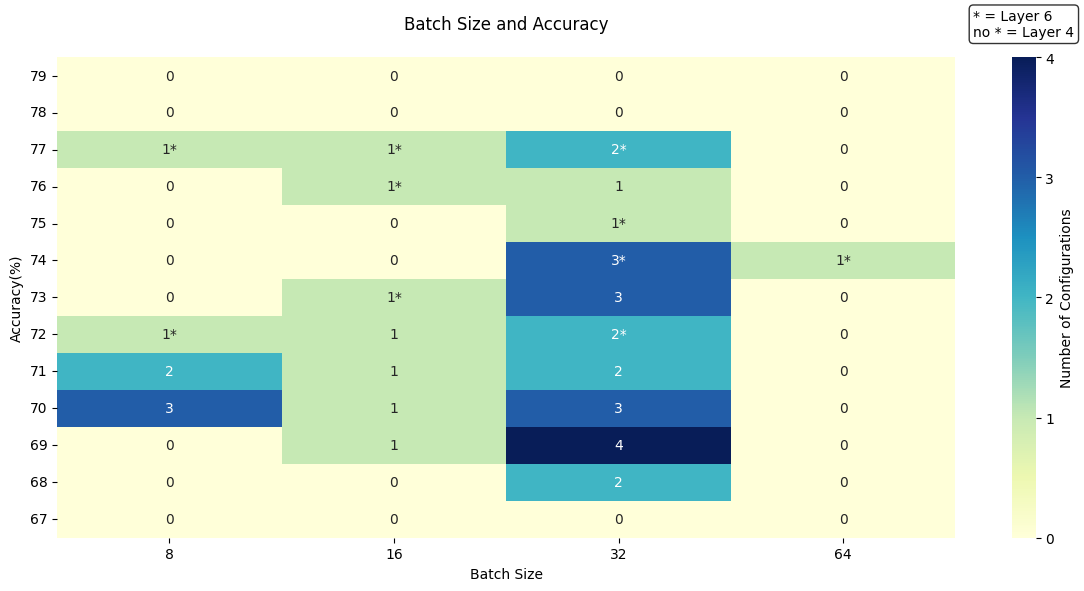 Batch Size and Accuracy
* = Layer 6
no * = Layer 4
79 0 0 0 0
78 0 0 0 0
77 1* 1* 2* 0
76 0 1* 1 0
75 0 0 1* 0
74 0 0 3* 1*
73 0 1* 3 0
72 1* 1 2* 0
71 2 1 2 0
70 3 1 3 0
69 0 1 4 0
68 0 0 2 0
67 0 0 0 0
8 16 32 64
Batch Size
Accuracy(%)
4
3
2
1
0
Number of Configurations